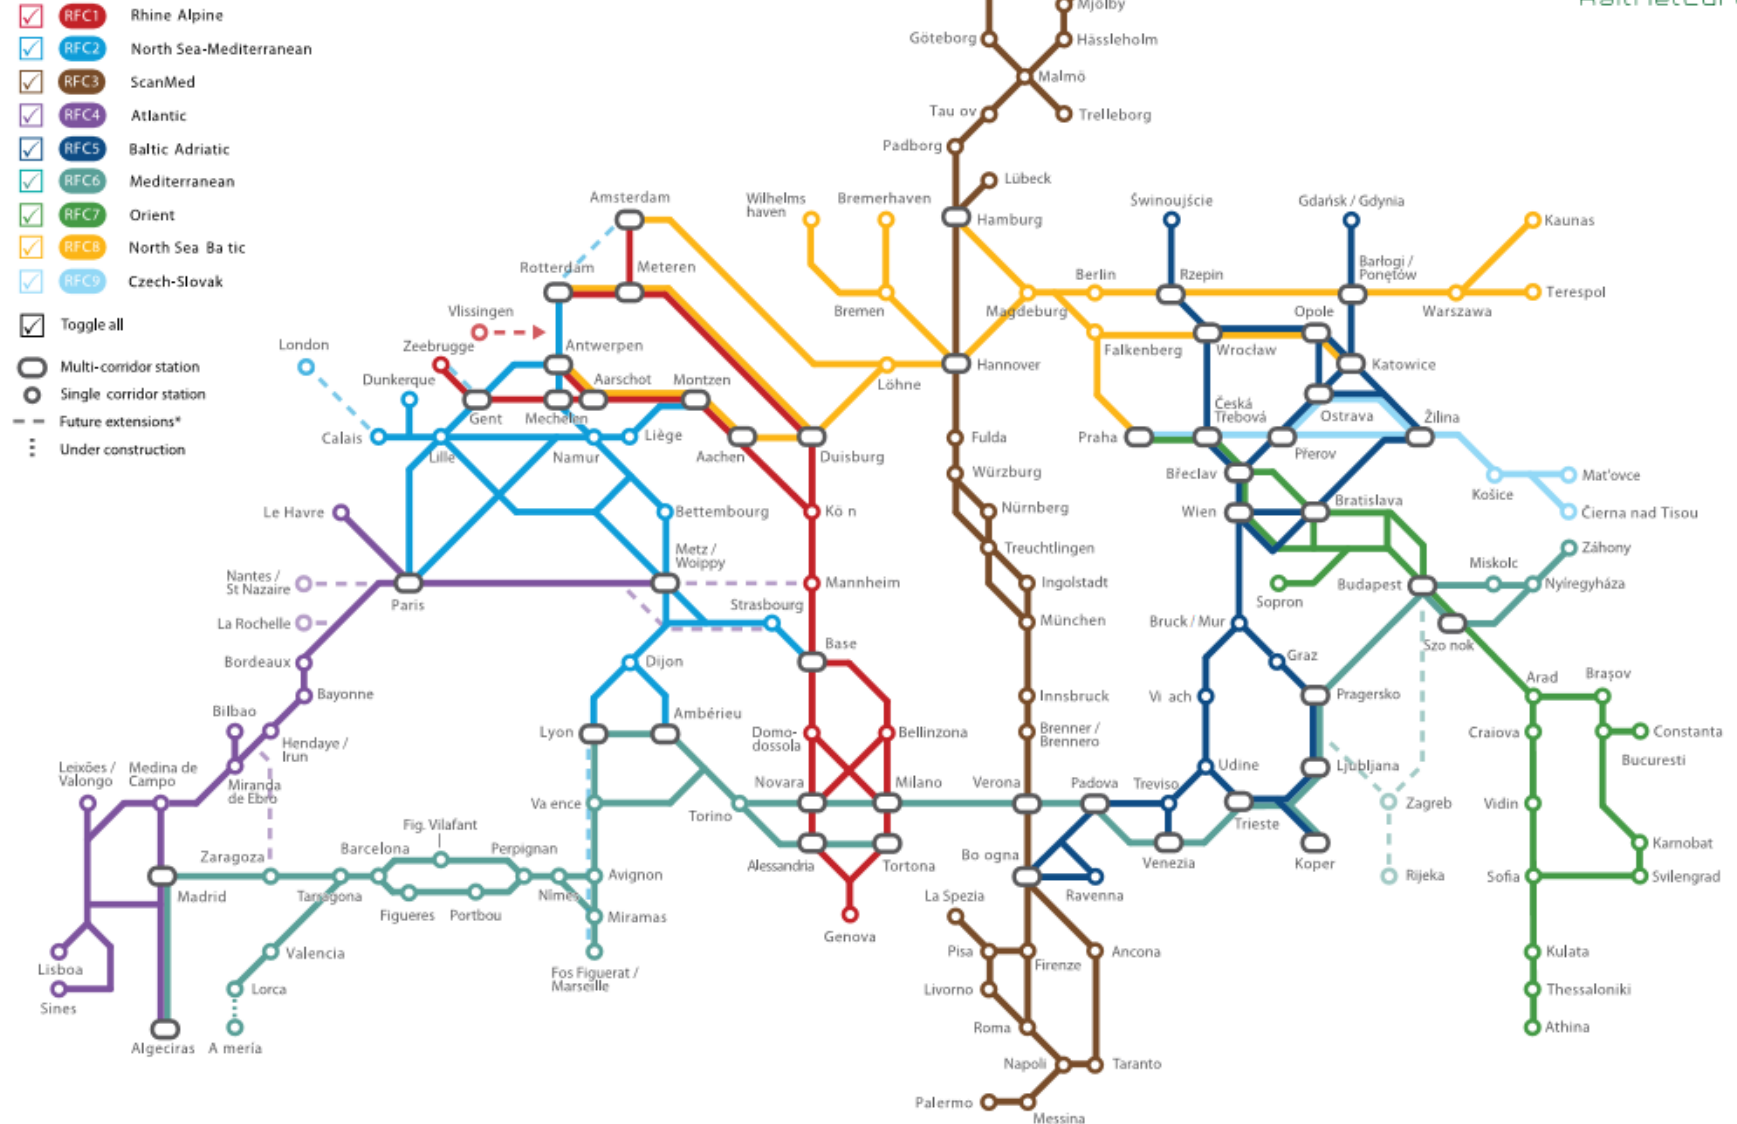 RFC1 Rhine Alpine
RFC2 North Sea-Mediterranean
RFC3 ScanMed
RFC4 Atlantic
RFC5 Baltic Adriatic
RFC6 Mediterranean
RFC7 Orient
RFC8 North Sea Ba tic
RFC9 Czech-Slovak
Toggle all
Multi-corridor station
Single corridor station
Future extensions*
Under construction
Mjölby
Göteborg
Hässleholm
Malmö
Tau ov
Trelleborg
Padborg
Lübeck
Hamburg
Amsterdam
Wilhelms
haven
Bremerhaven
Świnoujście
Gdańsk / Gdynia
Kaunas
Rotterdam
Meteren
Berlin
Rzepin
Barłogi /
Ponętów
Terespol
Vlissingen
Bremen
Magdeburg
Opole
Warszawa
London
Zeebrugge
Antwerpen
Falkenberg
Wrocław
Katowice
Hannover
Dunkerque
Aarschot
Montzen
Löhne
Gent
Mechelen
Česká
Třebová
Ostrava
Žilina
Calais
Lille
Namur
Liège
Aachen
Duisburg
Fulda
Praha
Přerov
Würzburg
Břeclav
Košice
Mat'ovce
Le Havre
Bettembourg
Kö n
Nürnberg
Wien
Bratislava
Čierna nad Tisou
Metz /
Woippy
Treuchtlingen
Záhony
Miskolc
Nantes /
St Nazaire
Paris
Mannheim
Ingolstadt
Sopron
Budapest
Nyíregyháza
La Rochelle
Strasbourg
München
Bruck / Mur
Szo nok
Base
Bordeaux
Dijon
Graz
Arad
Brașov
Bayonne
Innsbruck
Vi ach
Pragersko
Bilbao
Ambérieu
Lyon
Domo-
dossola
Bellinzona
Brenner /
Brennero
Craiova
Constanta
Hendaye /
Irun
Bucuresti
Leixões /
Valongo
Medina de
Campo
Miranda
de Ebro
Novara
Milano
Verona
Padova
Treviso
Udine
Ljubljana
Va ence
Torino
Trieste
Zagreb
Vidin
Fig. Vilafant
Zaragoza
Barcelona
Perpignan
Alessandria
Tortona
Bo ogna
Venezia
Koper
Karnobat
Madrid
Tarragona
Figueres
Portbou
Nîmes
Avignon
La Spezia
Ravenna
Rijeka
Sofia
Svilengrad
Miramas
Genova
Lisboa
Valencia
Fos Figuerat /
Marseille
Pisa
Firenze
Ancona
Kulata
Sines
Lorca
Livorno
Thessaloniki
Algeciras
A mería
Roma
Athina
Napoli
Taranto
Palermo
Messina